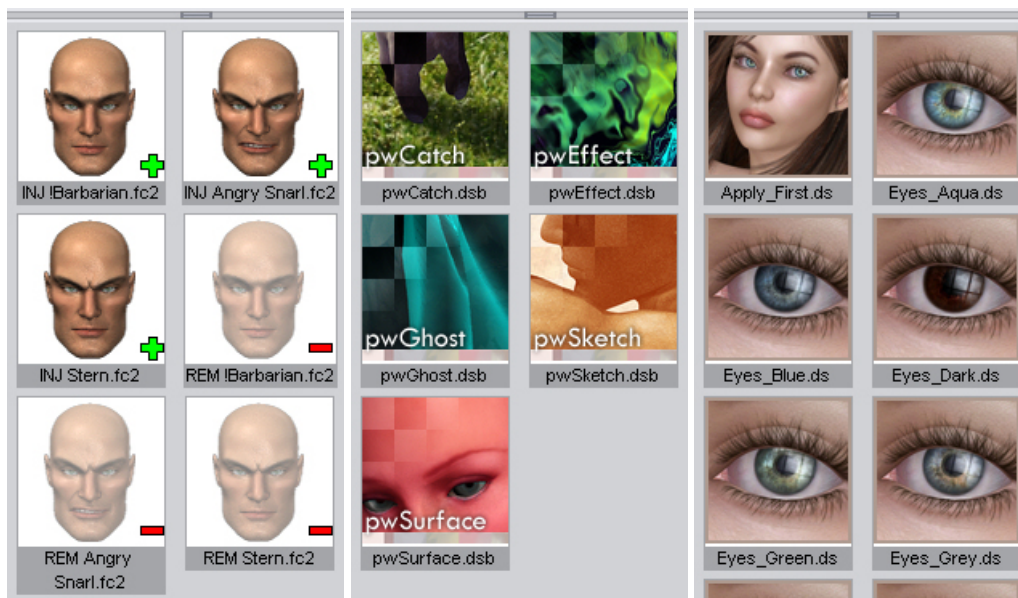 INJ !Barbarian.fc2
INJ Angry Snarl.fc2
INJ Stern.fc2
REM !Barbarian.fc2
REM Angry
Snarl.fc2
REM Stern.fc2
pwCatch
pwCatch.dsb
pwEffect
pwEffect.dsb
pwGhost
pwGhost.dsb
pwSketch
pwSketch.dsb
pwSurface
pwSurface.dsb
Apply_First.ds
Eyes_Aqua.ds
Eyes_Blue.ds
Eyes_Dark.ds
Eyes_Green.ds
Eyes_Grey.ds